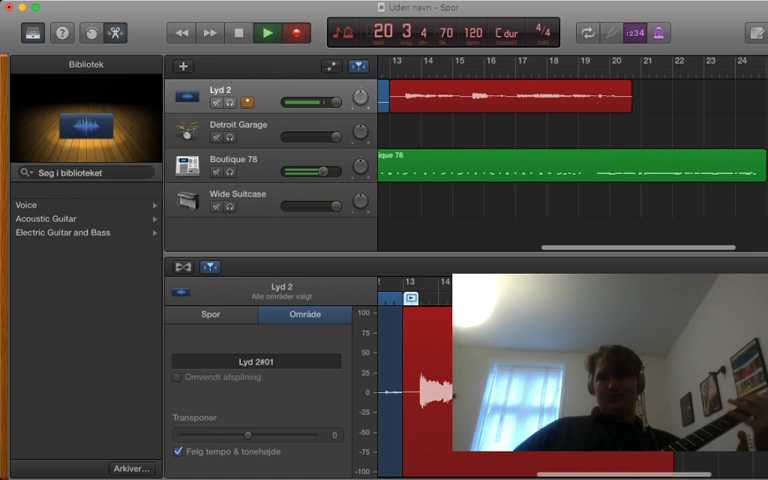 Uden navn - Spor
1234
20 3 4 70 120 C dur 4/4
takt slag div tik
Bibliotek
13 14 15 16 17 18 19 20 21 22 23 24
Lyd 2
Detroit Garage
Boutique 78
ique 78
Søg i biblioteket
Wide Suitcase
Voice
Acoustic Guitar
Electric Guitar and Bass
Lyd 2
Alle områder valgt
13 14
Spor Område
100
75
50
25
0
-25
-50
-75
-100
Lyd 2#01
Omvendt afspilning
Transponer
0
Følg tempo & tonehøjde
Arkiver...